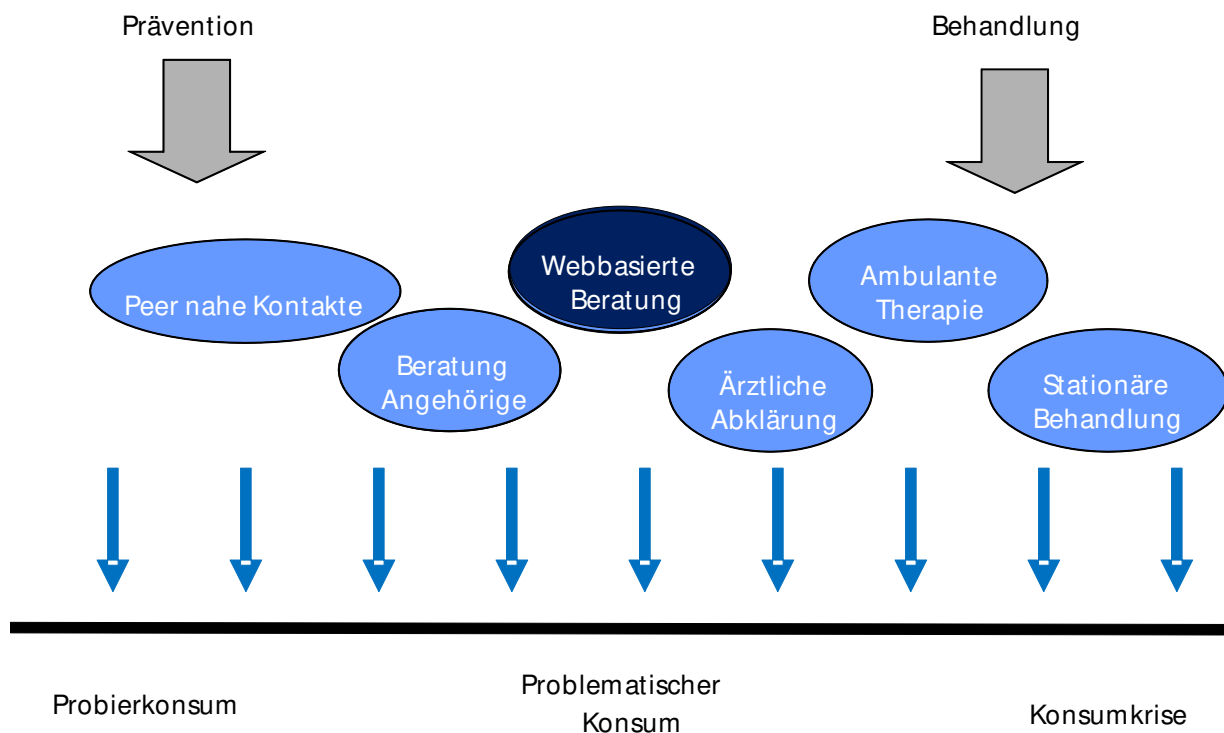 Prävention
Behandlung
Peer nahe Kontakte
Beratung
Angehörige
Webbasierte
Beratung
Ärztliche
Abklärung
Ambulante
Therapie
Stationäre
Behandlung
Probierkonsum
Problematischer
Konsum
Konsumkrise